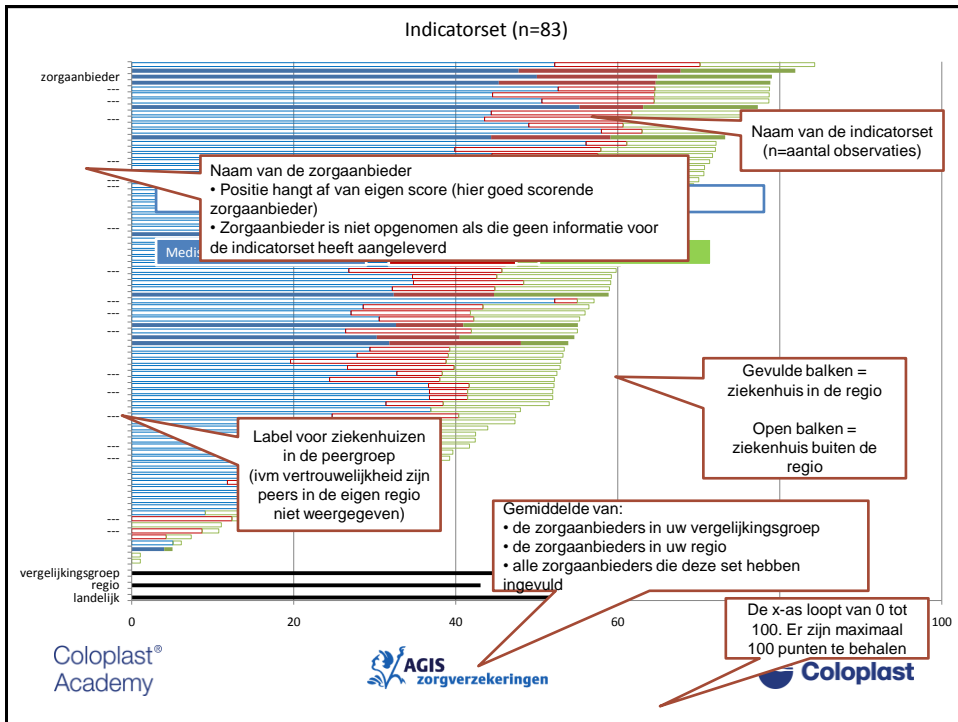 Indicatorset (n=83)
zorgaanbieder
---
---
---
---
---
Naam van de indicatorset
(n=aantal observaties)
Naam van de zorgaanbieder
• Positie hangt af van eigen score (hier goed scorende
zorgaanbieder)
• Zorgaanbieder is niet opgenomen als die geen informatie voor
de indicatorset heeft aangeleverd
---
---
---
---
---
---
---
---
---
---
---
Gevulde balken =
ziekenhuis in de regio
Open balken =
ziekenhuis buiten de
regio
Label voor ziekenhuizen
in de peergroep
(ivm vertrouwelijkheid zijn
peers in de eigen regio
niet weergegeven)
Gemiddelde van:
• de zorgaanbieders in uw vergelijkingsgroep
• de zorgaanbieders in uw regio
• alle zorgaanbieders die deze set hebben
ingevuld
vergelijkingsgroep
regio
landelijk
0 20 40 60 100
De x-as loopt van 0 tot
100. Er zijn maximaal
100 punten te behalen
Coloplast®
Academy
AGIS
zorgverzekeringen
Coloplast